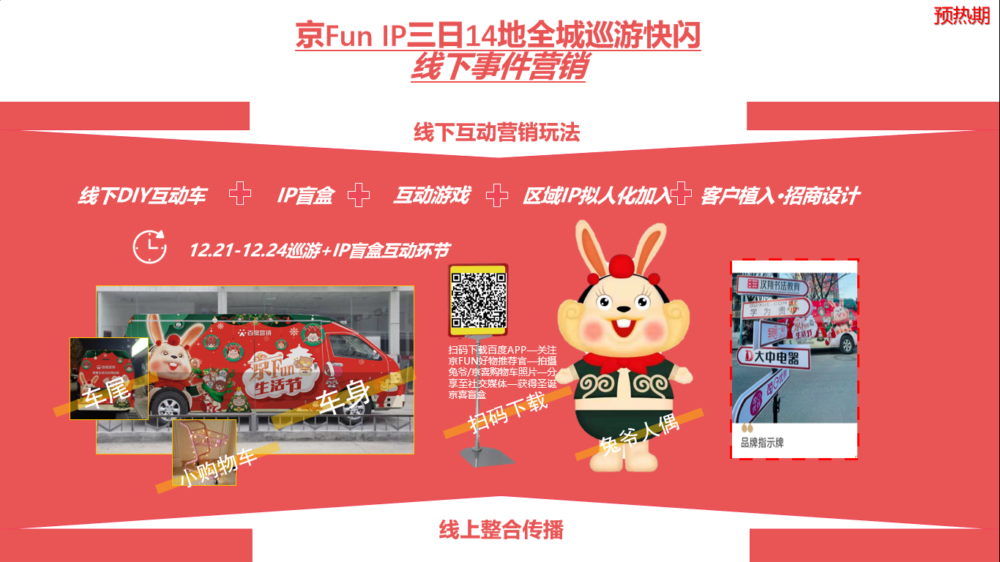 预热期
京Fun IP三日14地全城巡游快闪
线下事件营销
线下互动营销玩法
线下DIY互动车
IP盲盒
互动游戏
区域IP拟人化加入
客户植入·招商设计
12.21-12.24巡游+IP盲盒互动环节
百度营销
京Fun
生活节
车尾
车身
小购物车
扫码下载百度APP—关注
京FUN好物推荐官—拍摄
兔爷/京喜购物车照片—分
享至社交媒体—获得圣诞
京喜盲盒
扫码下载
兔爷人偶
汉翔书法教育
学为贵
京Fun
生活节
大中电器
品牌指示牌
线上整合传播